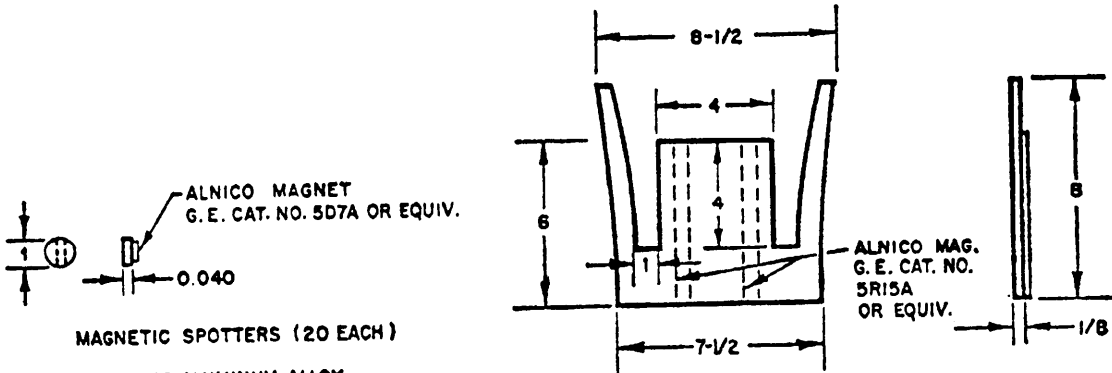 8-1/2
4
ALNICO MAGNET
G.E. CAT. NO. 5D7A OR EQUIV.
6
4
8
1
ALNICO MAG.
G. E. CAT. NO.
5R15A
OR EQUIV.
1
0.040
1/8
MAGNETIC SPOTTERS (20 EACH)
7-1/2